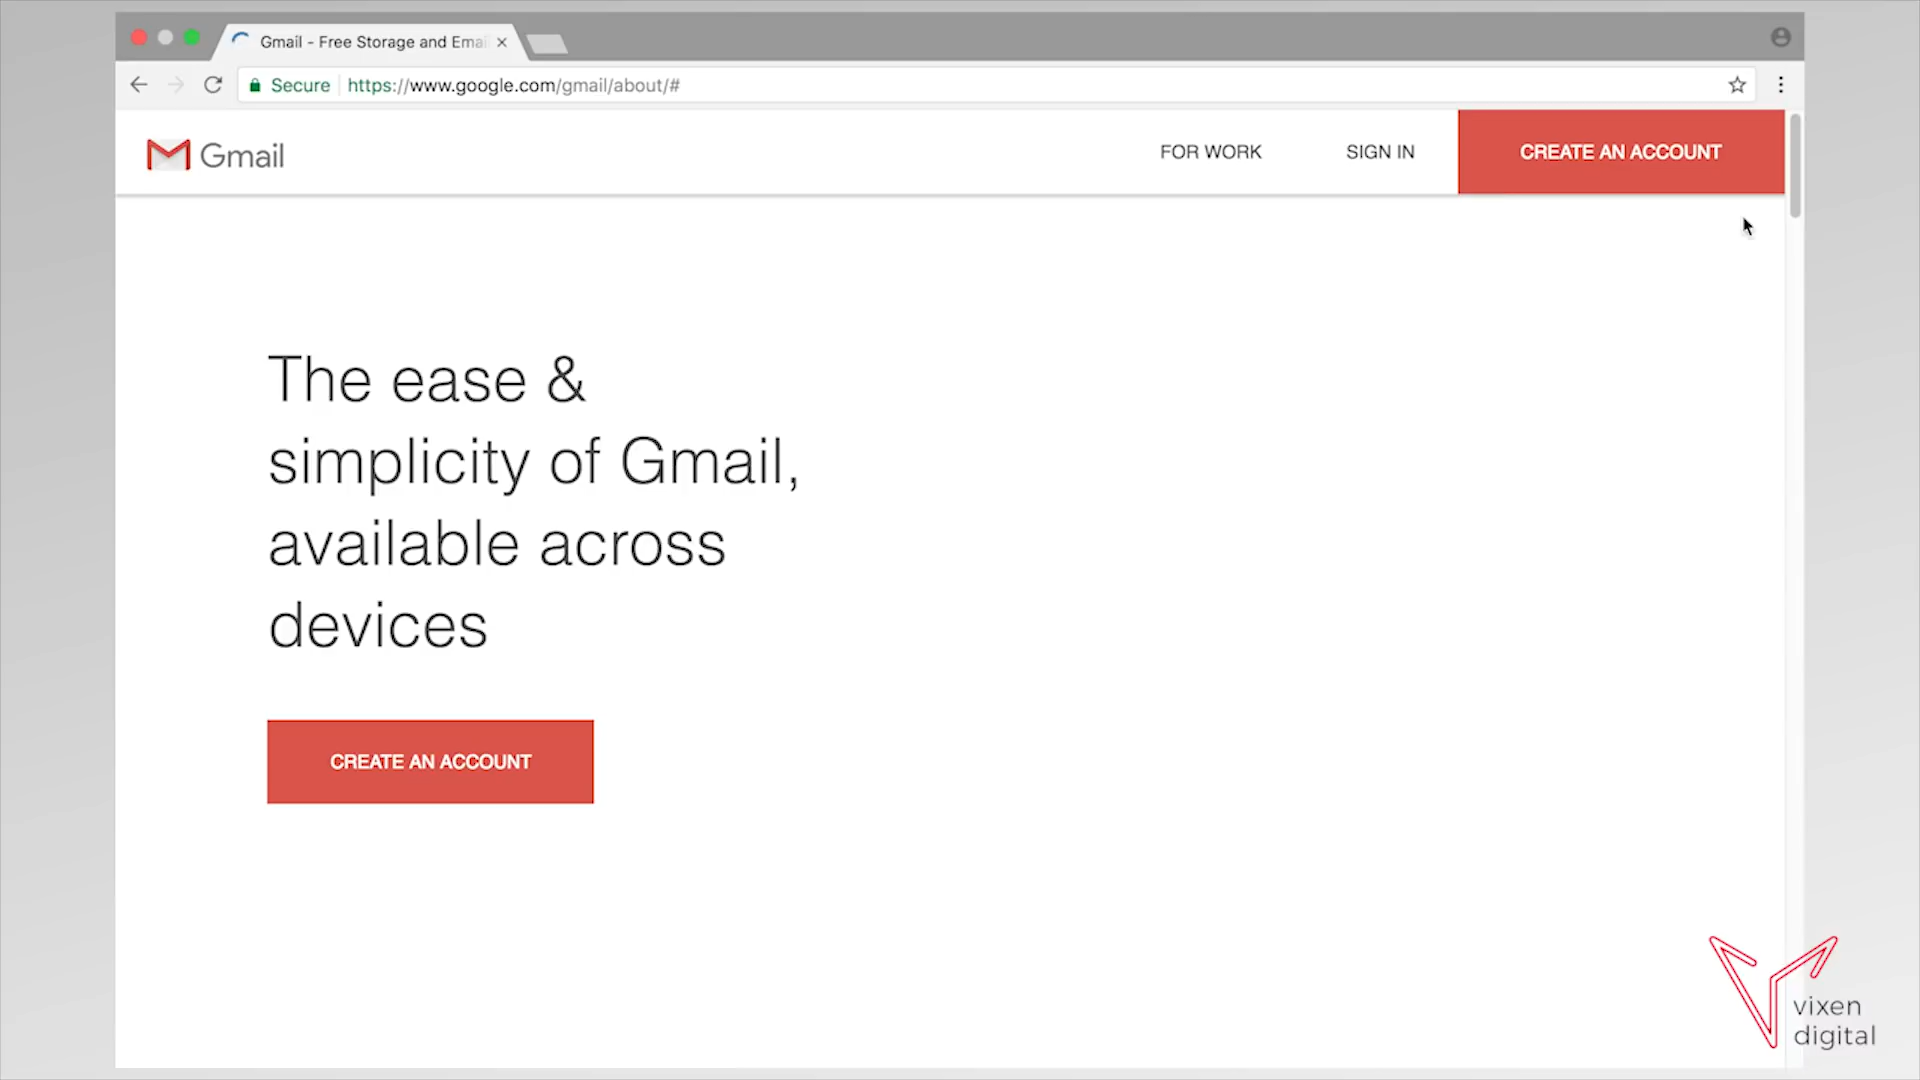 Gmail - Free Storage and Emai
Secure https://www.google.com/gmail/about/#
Gmail
FOR WORK
SIGN IN
CREATE AN ACCOUNT
The ease &
simplicity of Gmail,
available across
devices
CREATE AN ACCOUNT
vixen
digital